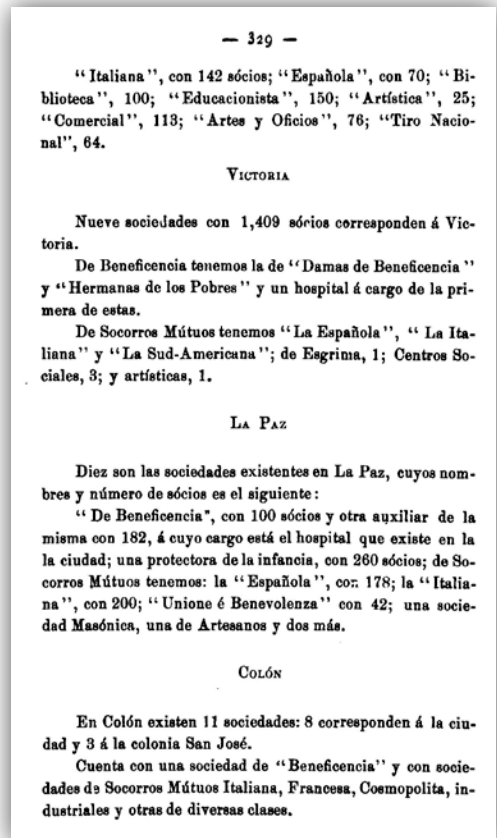 — 329 —
“Italiana”, con 142 sócios; “Española”, con 70; “Bi-
blioteca”, 100; “Educacionista”, 150; “Artística”, 25;
“Comercial”, 113; “Artes y Oficios”, 76; “Tiro Nacio-
nal”, 64.
VICTORIA
Nueve sociedades con 1,409 sócios corresponden á Vic-
toria.
De Beneficencia tenemos la de “Damas de Beneficencia”
y “Hermanas de los Pobres” y un hospital á cargo de la pri-
mera de estas.
De Socorros Mútuos tenemos “La Española”, “La Ita-
liana” y “La Sud-Americana”; de Esgrima, 1; Centros So-
ciales, 3; y artísticas, 1.
LA PAZ
Diez son las sociedades existentes en La Paz, cuyos nom-
bres y número de sócios es el siguiente:
“De Beneficencia", con 100 sócios y otra auxiliar de la
misma con 182, á cuyo cargo está el hospital que existe en la
la ciudad; una protectora de la infancia, con 260 sócios; de So-
corros Mútuos tenemos: la “Española”, con 178; la “Italia-
na”, con 200; “Unione é Benevolenza” con 42; una socie-
dad Masónica, una de Artesanos y dos más.
COLÓN
En Colón existen 11 sociedades: 8 corresponden á la ciu-
dad y 3 á la colonia San José.
Cuenta con una sociedad de “Beneficencia” y con socie-
dades de Socorros Mútuos Italiana, Francesa, Cosmopolita, in-
dustriales y otras de diversas clases.